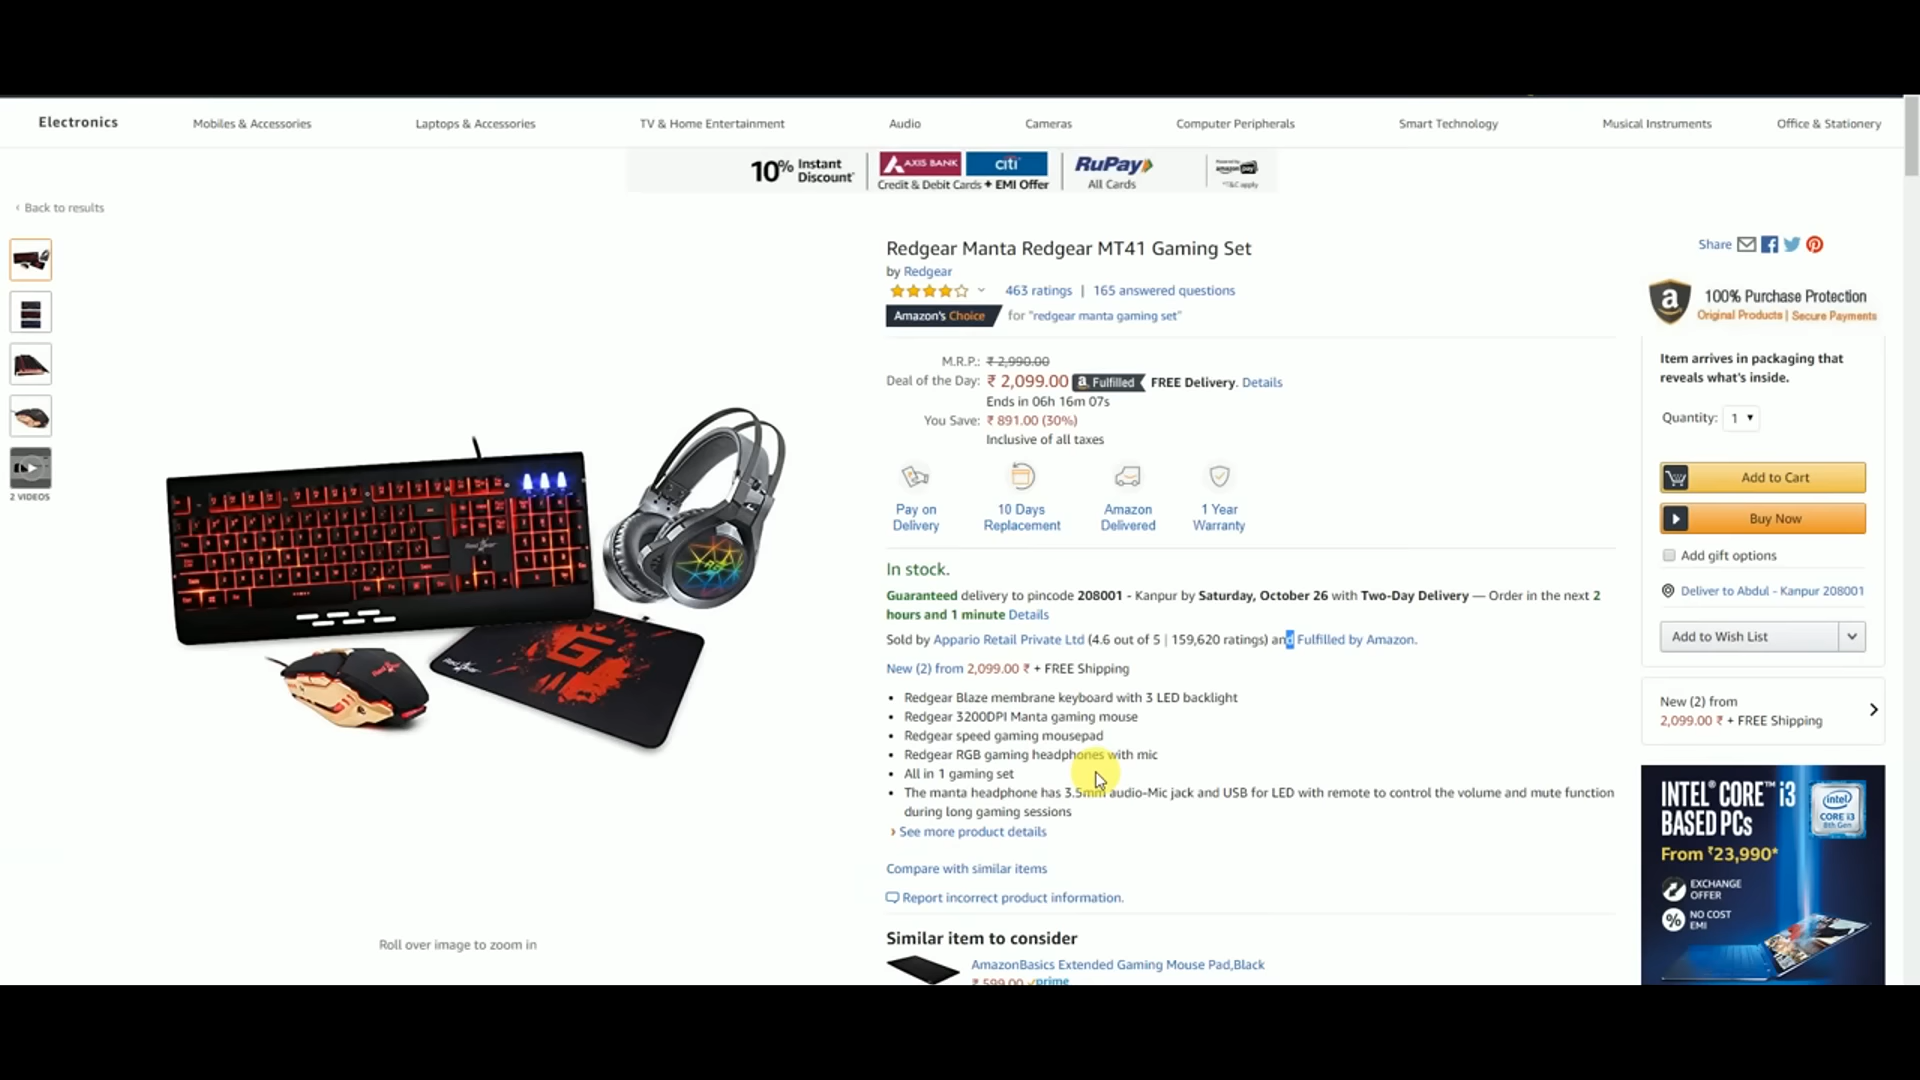 Electronics Mobiles & Accessories Laptops & Accessories TV & Home Entertainment Audio Cameras Computer Peripherals Smart Technology Musical Instruments Office & Stationery
10% Instant Discount*
AXIS BANK citi
Credit & Debit Cards + EMI Offer
RuPay
All Cards
Powered by
amazon pay
*T&C apply
‹ Back to results
2 VIDEOS
Roll over image to zoom in
Redgear Manta Redgear MT41 Gaming Set
by Redgear
463 ratings | 165 answered questions
Amazon's Choice for "redgear manta gaming set"
M.R.P.: ₹ 2,990.00
Deal of the Day: ₹ 2,099.00 a Fulfilled FREE Delivery. Details
Ends in 06h 16m 07s
You Save: ₹ 891.00 (30%)
Inclusive of all taxes
Pay on Delivery
10 Days Replacement
Amazon Delivered
1 Year Warranty
In stock.
Guaranteed delivery to pincode 208001 - Kanpur by Saturday, October 26 with Two-Day Delivery — Order in the next 2
hours and 1 minute Details
Sold by Appario Retail Private Ltd (4.6 out of 5 | 159,620 ratings) and Fulfilled by Amazon.
New (2) from 2,099.00 ₹ + FREE Shipping
• Redgear Blaze membrane keyboard with 3 LED backlight
• Redgear 3200DPI Manta gaming mouse
• Redgear speed gaming mousepad
• Redgear RGB gaming headphones with mic
• All in 1 gaming set
• The manta headphone has 3.5mm audio-Mic jack and USB for LED with remote to control the volume and mute function
during long gaming sessions
› See more product details
Compare with similar items
Report incorrect product information.
Similar item to consider
AmazonBasics Extended Gaming Mouse Pad,Black
₹ 599.00 prime
Share
100% Purchase Protection
Original Products | Secure Payments
Item arrives in packaging that
reveals what's inside.
Quantity: 1
Add to Cart
Buy Now
Add gift options
Deliver to Abdul - Kanpur 208001
Add to Wish List
New (2) from
2,099.00 ₹ + FREE Shipping
INTEL® CORE™ i3
BASED PCs
From ₹23,990*
EXCHANGE
OFFER
NO COST
EMI
intel
CORE i3
8th Gen